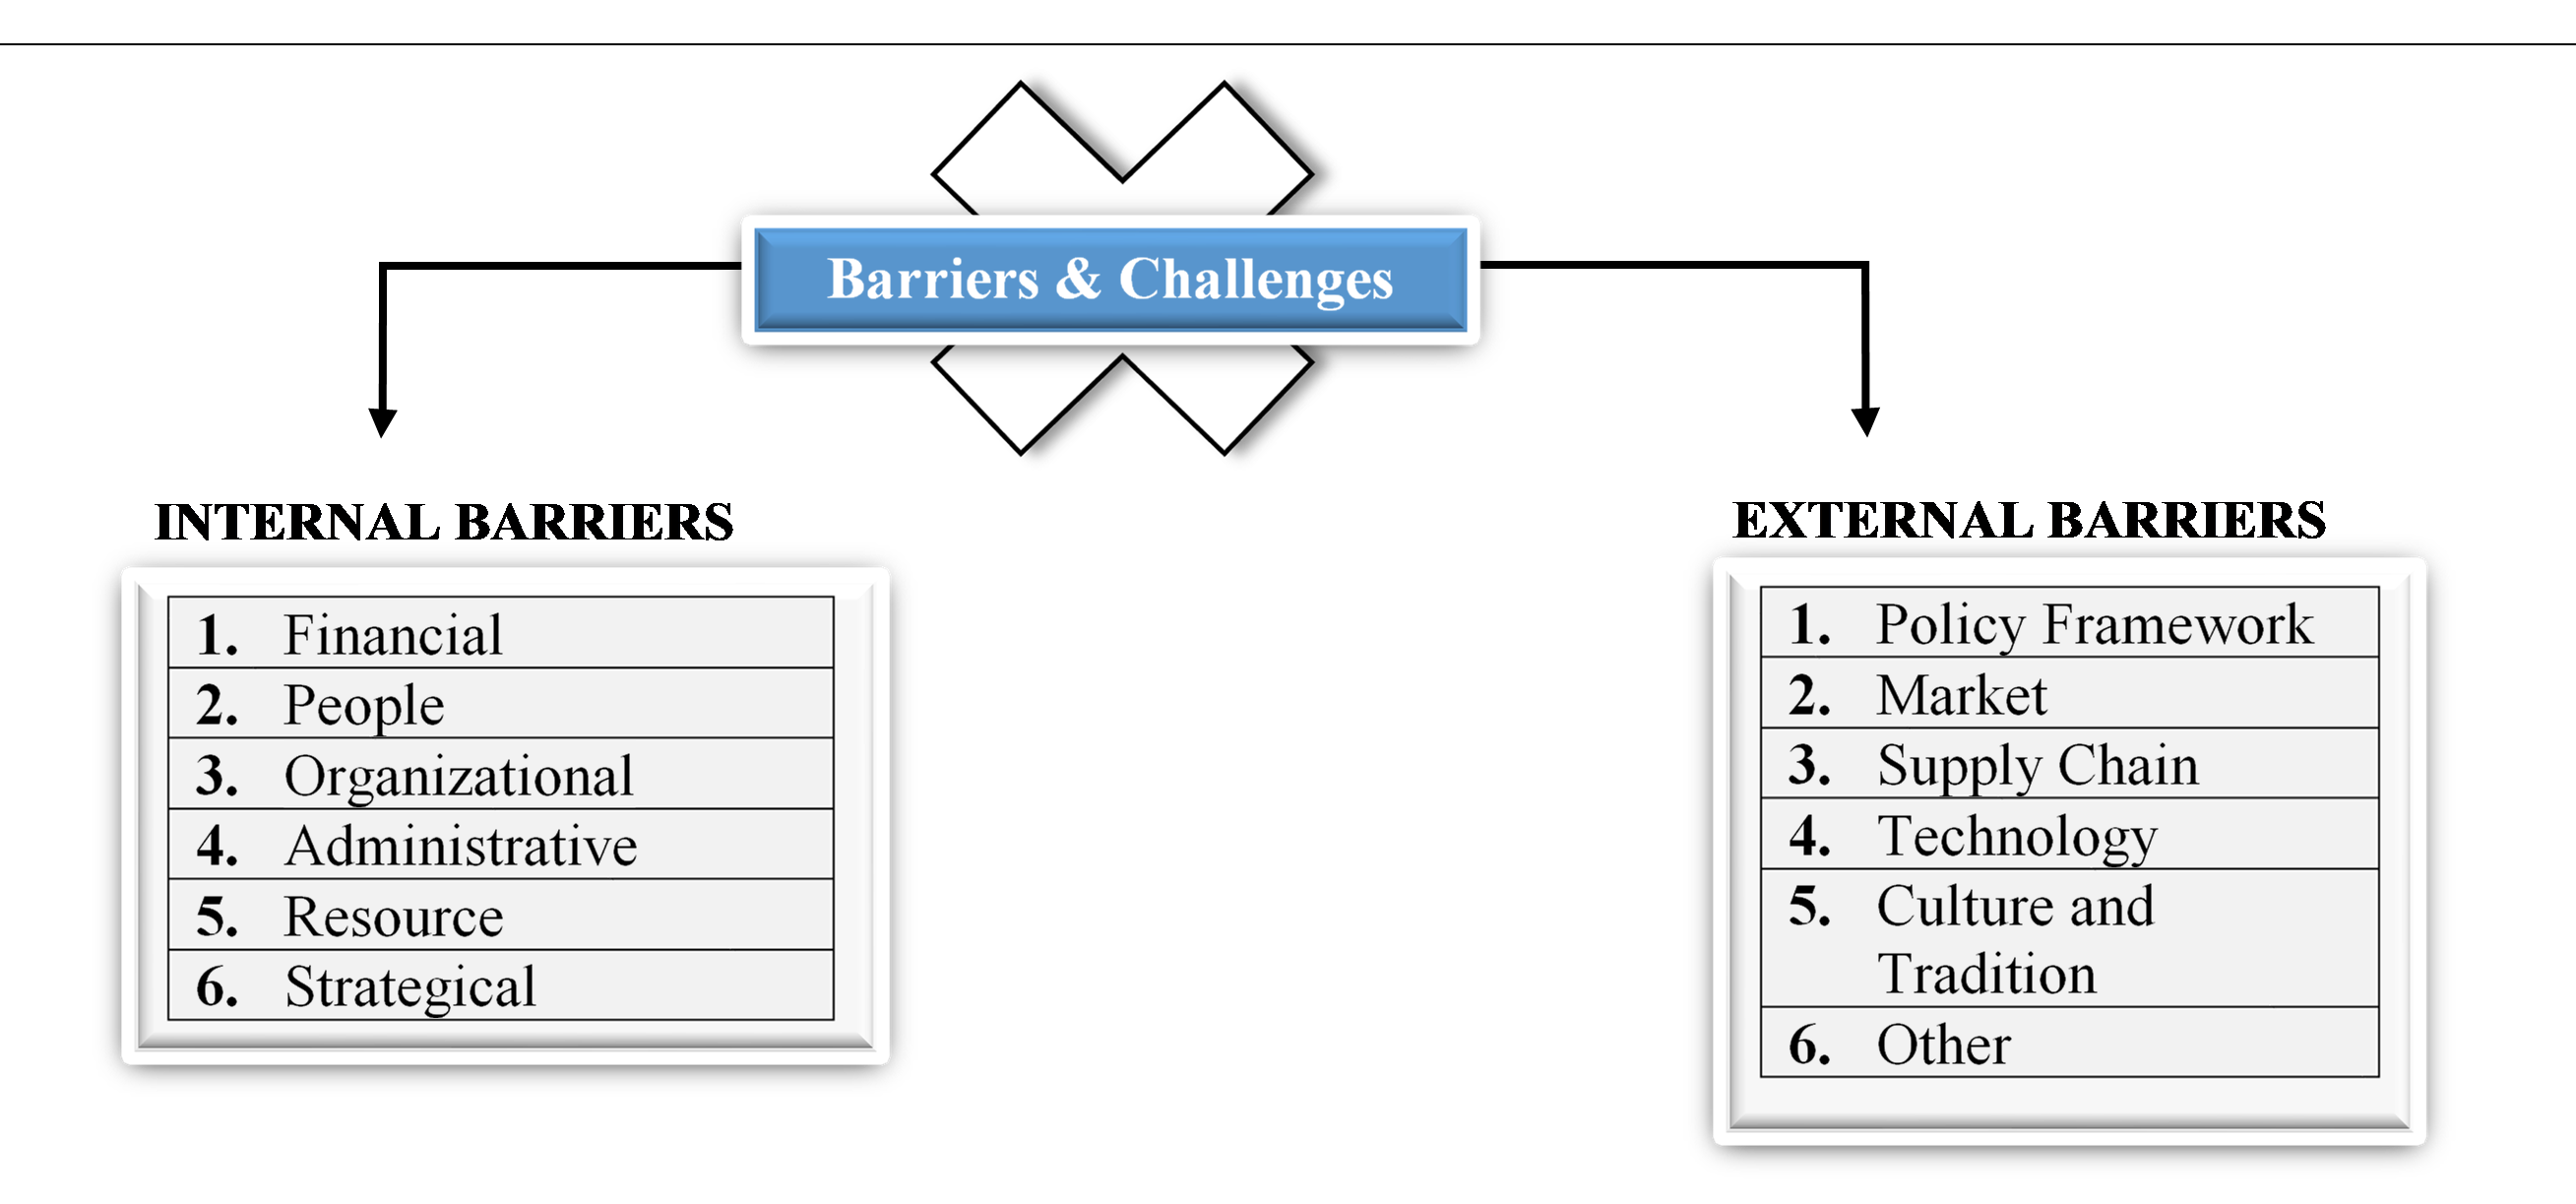 Barriers & Challenges
INTERNAL BARRIERS
1. Financial
2. People
3. Organizational
4. Administrative
5. Resource
6. Strategical
EXTERNAL BARRIERS
1. Policy Framework
2. Market
3. Supply Chain
4. Technology
5. Culture and
Tradition
6. Other